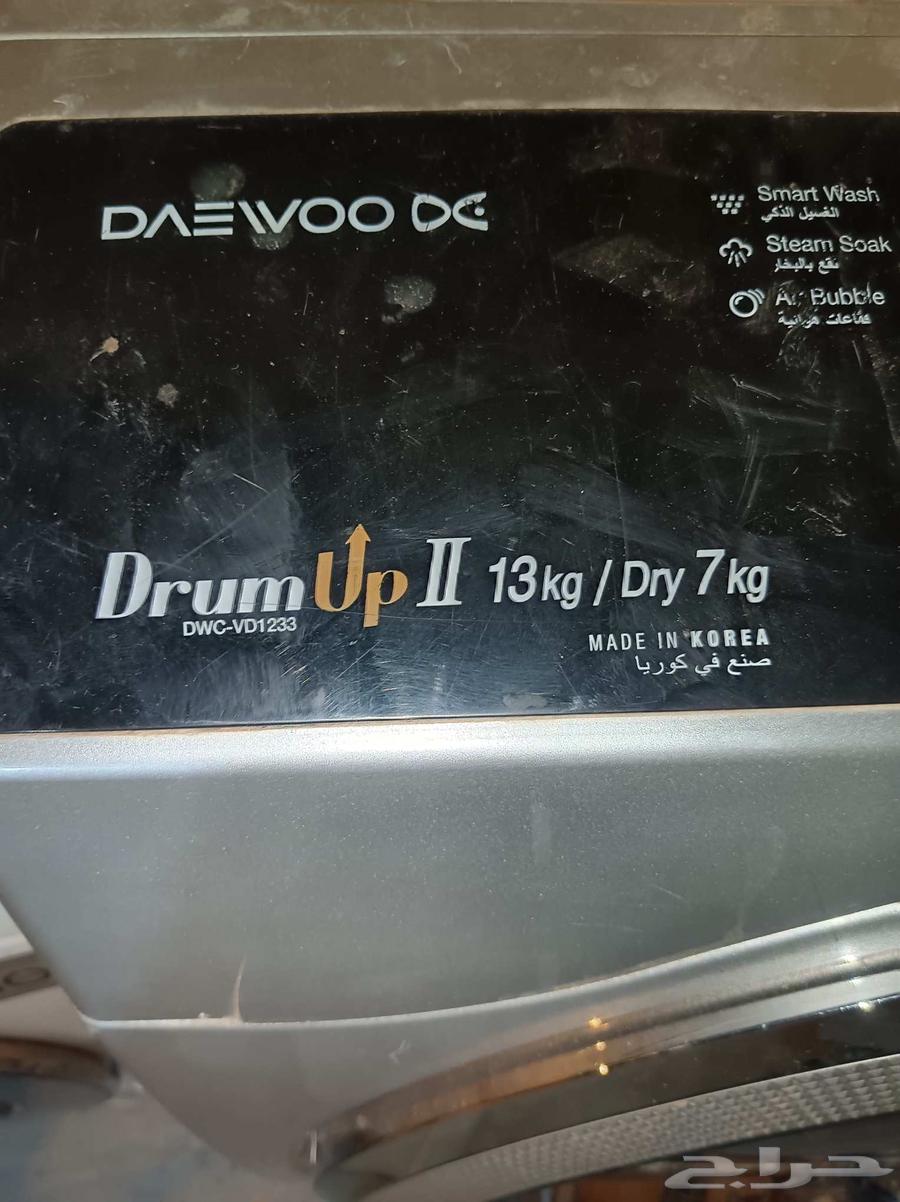 DAEWOO
Smart Wash
الغسيل الذكي
Steam Soak
نقع بالبخار
Air Bubble
فقاعات هوائية
Drum Up II 13kg / Dry 7kg
DWC-VD1233
MADE IN KOREA
صنع في كوريا
حراج